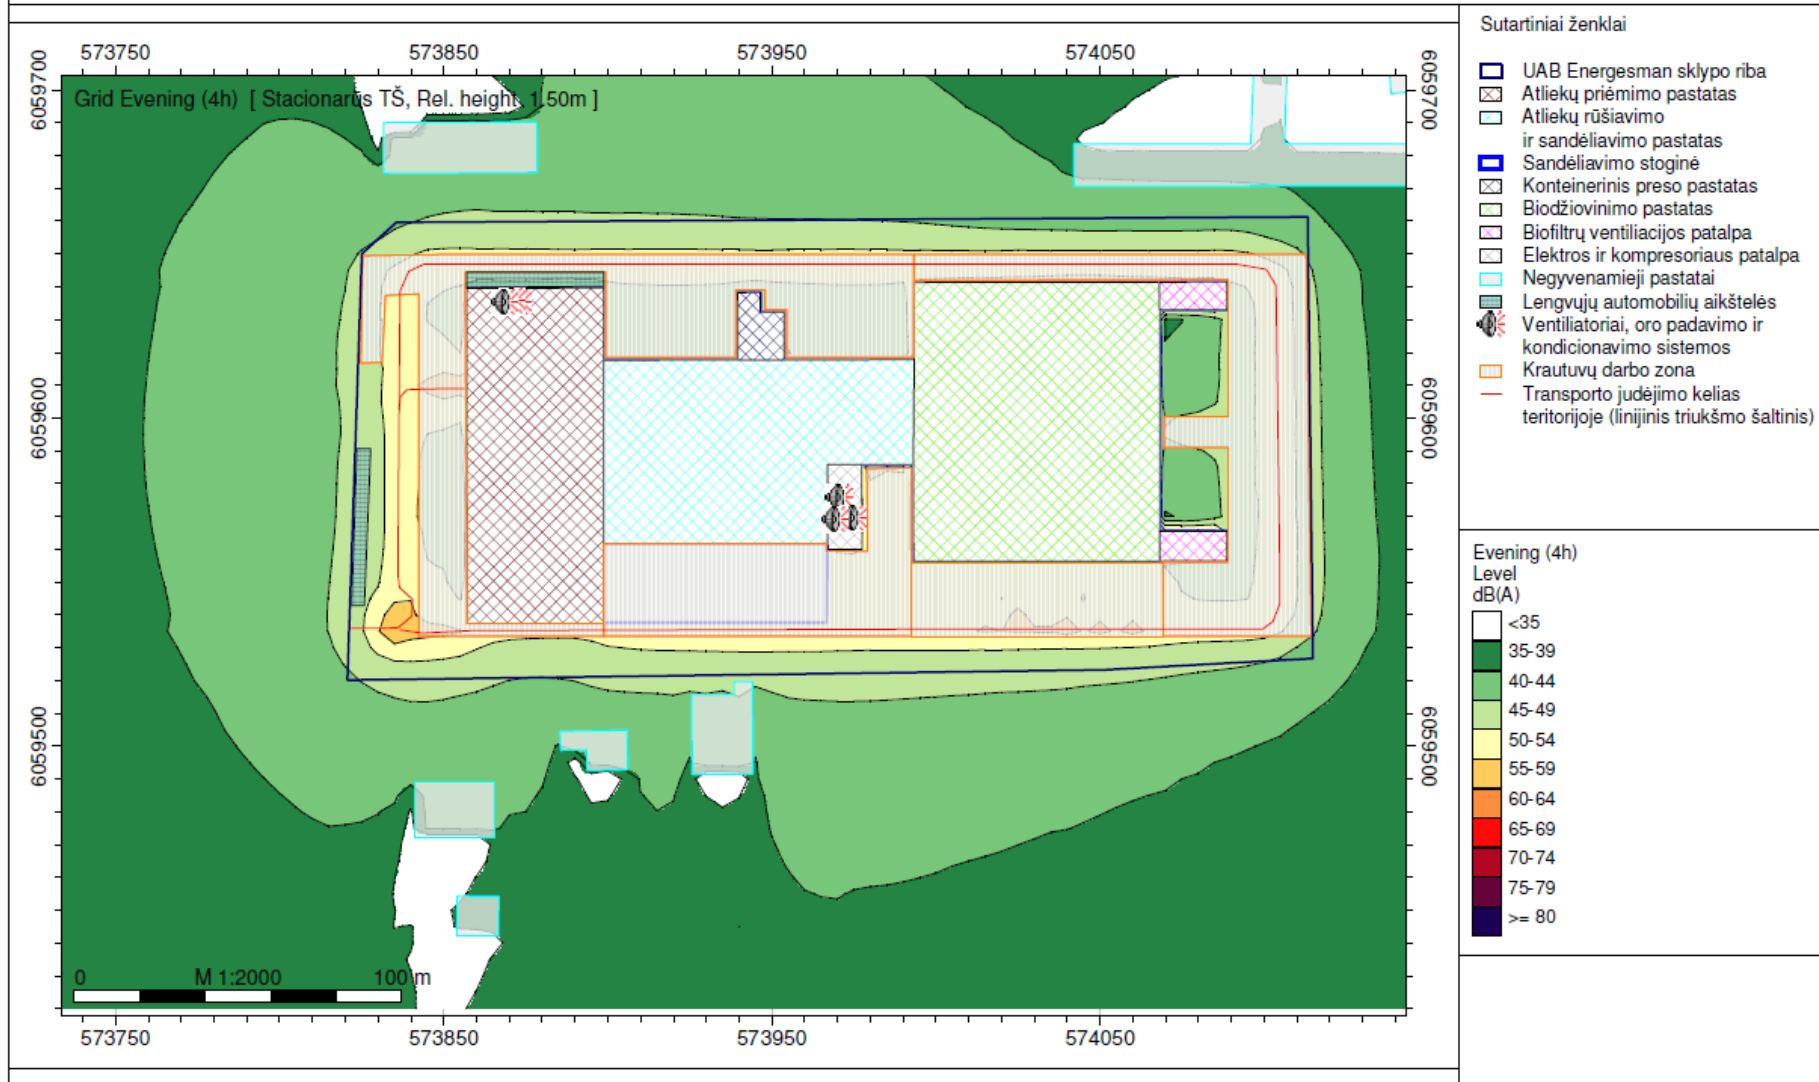 573750
573850
573950
574050
6059700
6059600
6059500
Grid Evening (4h) [ Stacionarūs TŠ, Rel. height 1.50m ]
6059700
6059600
6059500
0
M 1:2000
100 m
573750
573850
573950
574050
Sutartiniai ženklai
UAB Energesman sklypo riba
Atliekų priėmimo pastatas
Atliekų rūšiavimo
ir sandėliavimo pastatas
Sandėliavimo stoginė
Konteinerinis preso pastatas
Biodžiovinimo pastatas
Biofiltrų ventiliacijos patalpa
Elektros ir kompresoriaus patalpa
Negyvenamieji pastatai
Lengvųjų automobilių aikštelės
Ventiliatoriai, oro padavimo ir
kondicionavimo sistemos
Krautuvų darbo zona
Transporto judėjimo kelias
teritorijoje (linijinis triukšmo šaltinis)
Evening (4h)
Level
dB(A)
<35
35-39
40-44
45-49
50-54
55-59
60-64
65-69
70-74
75-79
>= 80